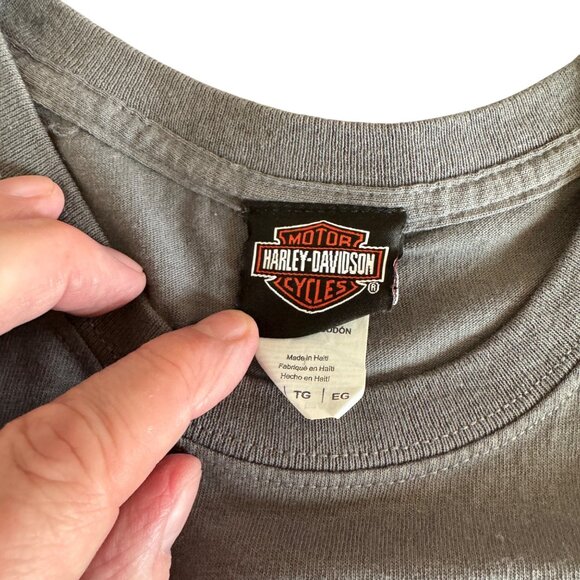 MOTOR
HARLEY-DAVIDSON
CYCLES
®
Made in Haiti
Fabriqué en Haïti
Hecho en Haití
TG | EG